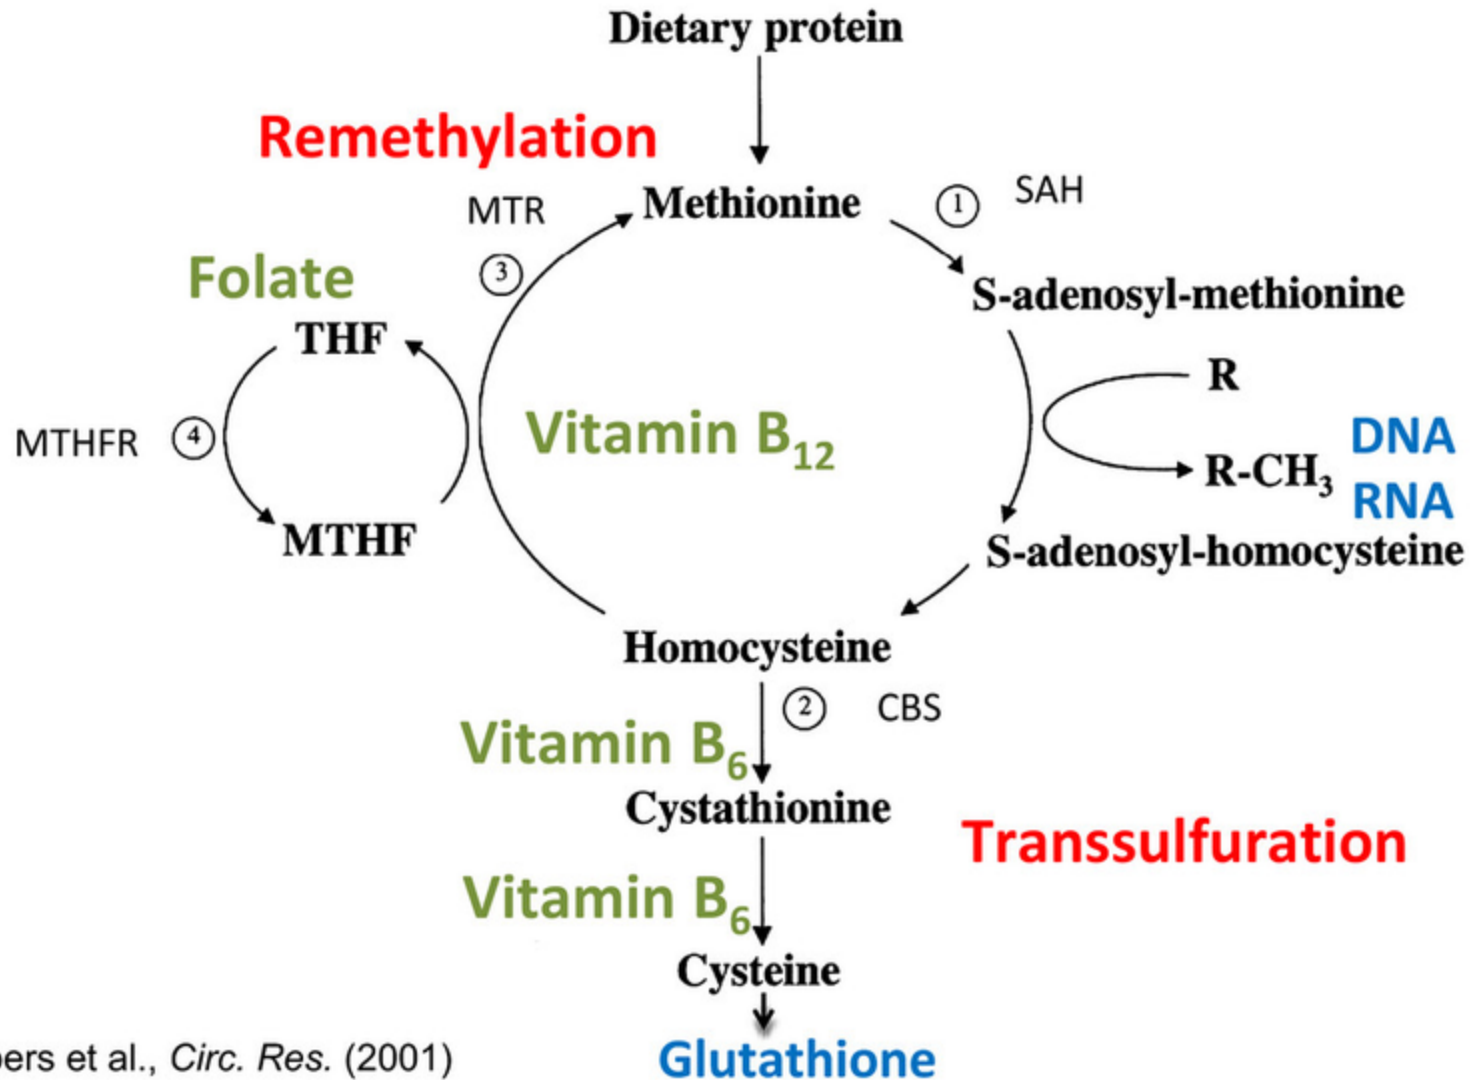 Dietary protein
Remethylation
MTR
Methionine
1
SAH
3
Folate
S-adenosyl-methionine
THF
R
MTHFR
4
Vitamin B12
DNA
R-CH3
RNA
MTHF
S-adenosyl-homocysteine
Homocysteine
2
CBS
Vitamin B6
Cystathionine
Transsulfuration
Vitamin B6
Cysteine
et al., Circ. Res. (2001)
Glutathione